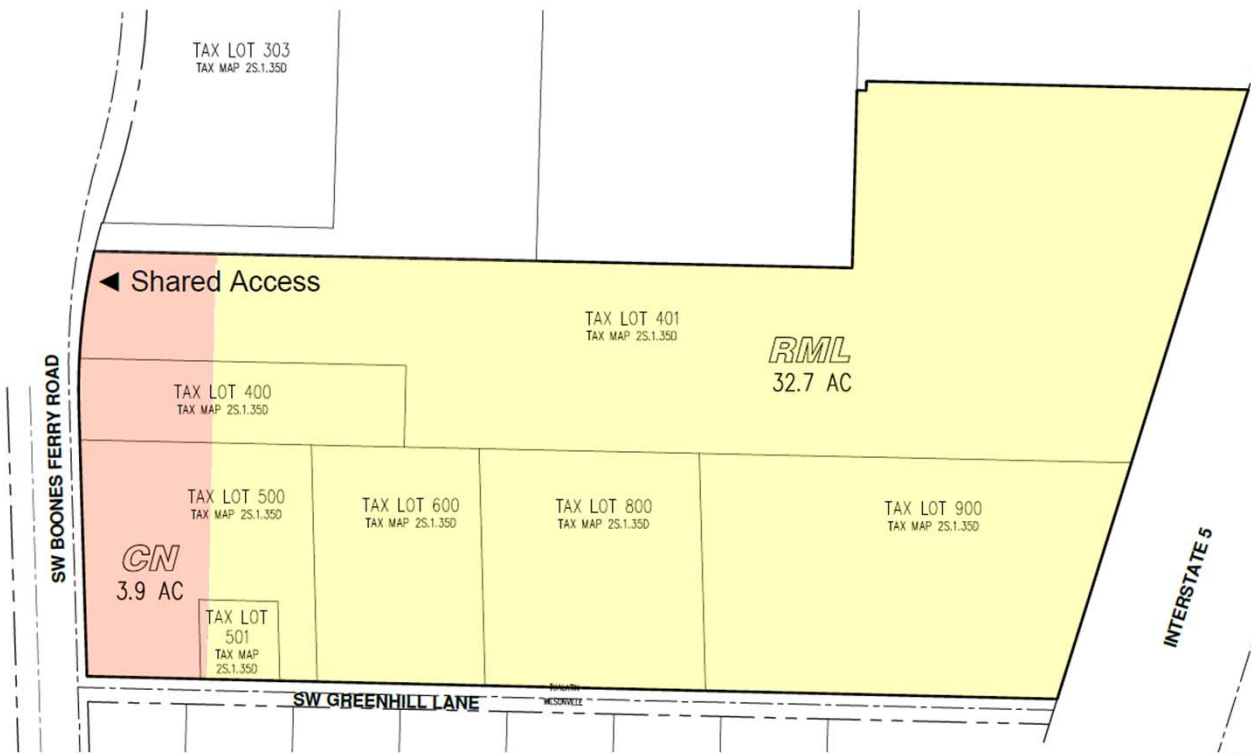 TAX LOT 303
TAX MAP 2S.1.35D
◄ Shared Access
TAX LOT 401
TAX MAP 2S.1.35D
RML
32.7 AC
TAX LOT 400
TAX MAP 2S.1.35D
SW BOONES FERRY ROAD
TAX LOT 500
TAX MAP 2S.1.35D
TAX LOT 600
TAX MAP 2S.1.35D
TAX LOT 800
TAX MAP 2S.1.35D
TAX LOT 900
TAX MAP 2S.1.35D
CN
3.9 AC
TAX LOT
501
TAX MAP
2S.1.35D
INTERSTATE 5
SW GREENHILL LANE
TUALATIN
WILSONVILLE